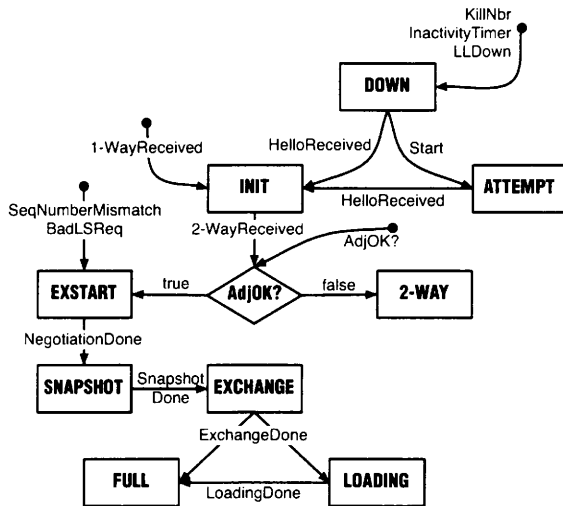 KillNbr
InactivityTimer
LLDown
DOWN
1-WayReceived
HelloReceived
Start
INIT
ATTEMPT
HelloReceived
SeqNumberMismatch
BadLSReq
2-WayReceived
AdjOK?
EXSTART
true
AdjOK?
false
2-WAY
NegotiationDone
SNAPSHOT
Snapshot
Done
EXCHANGE
ExchangeDone
FULL
LoadingDone
LOADING